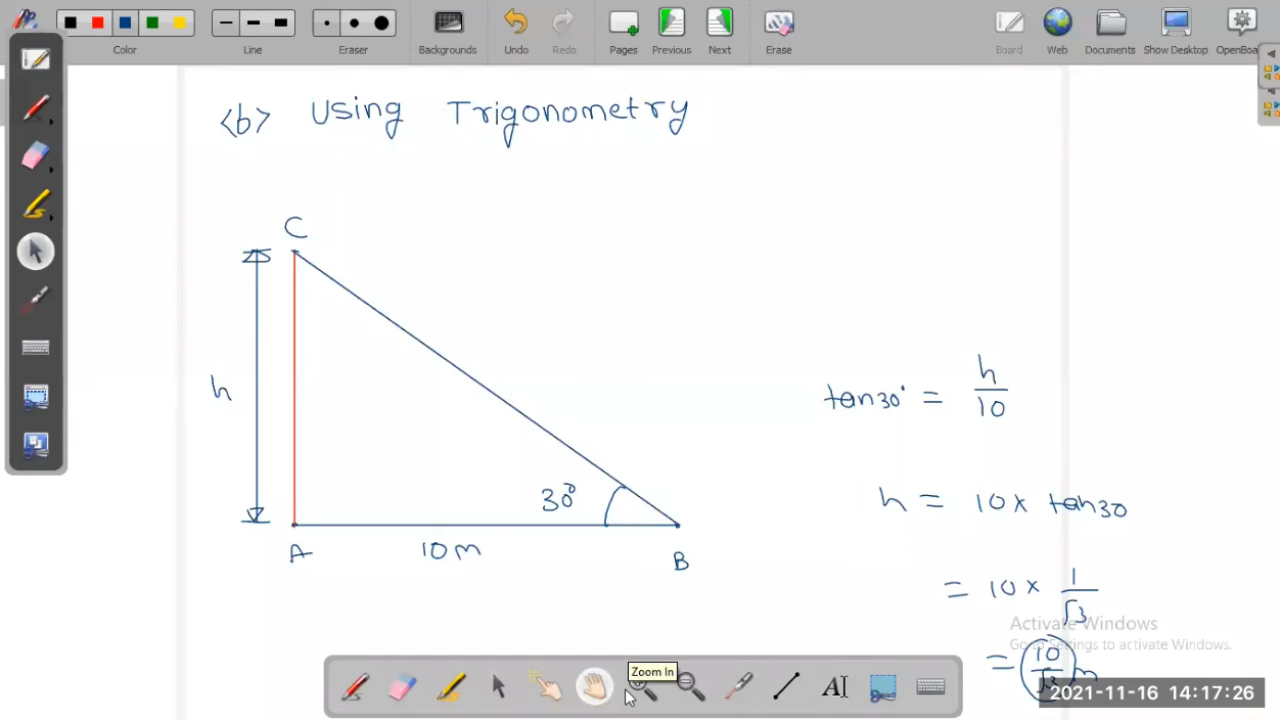 Color
Line
Eraser
Backgrounds
Undo
Redo
Pages
Previous
Next
Erase
Board
Web
Documents
Show Desktop
OpenBoa
<b> Using Trigonometry
C
h
30°
A
10m
B
tan30° = h/10
h = 10 x tan30
= 10 x 1/√3
= 10/√3 m
Activate Windows
Go to Settings to activate Windows.
Zoom In
2021-11-16 14:17:26